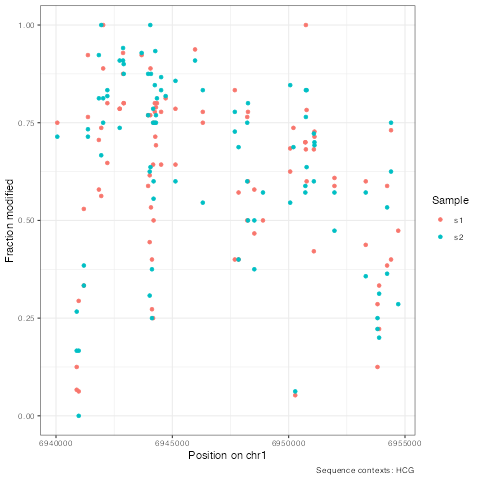 1.00
0.75
0.50
0.25
0.00
Fraction modified
6940000 6945000 6950000 6955000
Position on chr1
Sample
s1
s2
Sequence contexts: HCG